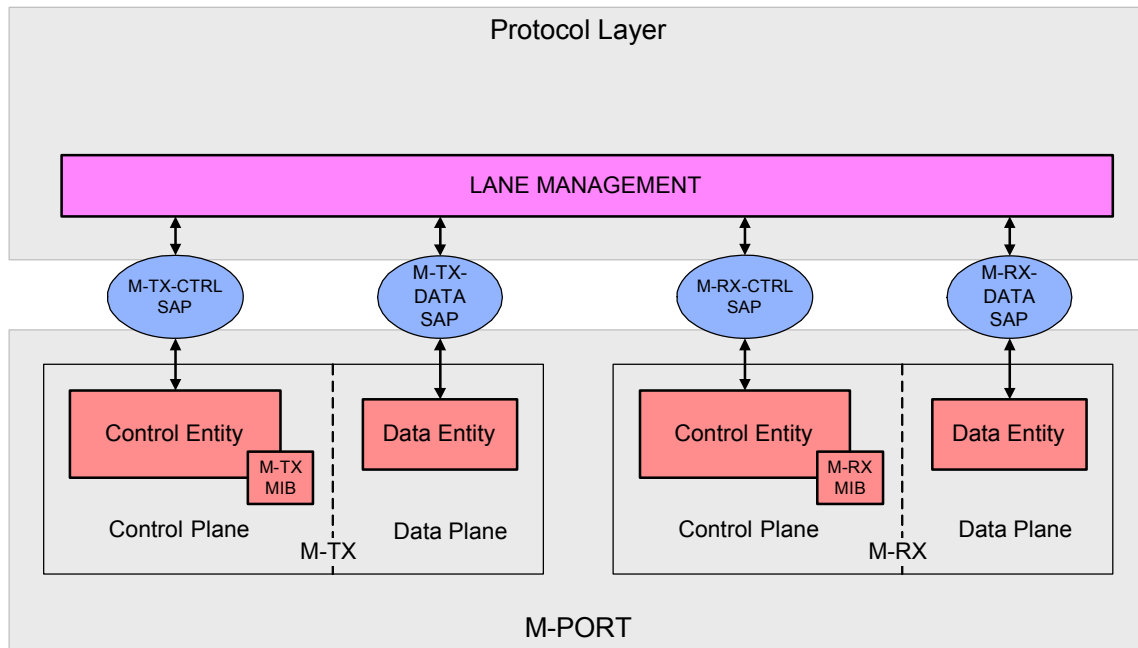 Protocol Layer
LANE MANAGEMENT
M-TX-CTRL
SAP
M-TX-
DATA
SAP
M-RX-CTRL
SAP
M-RX-
DATA
SAP
Control Entity
M-TX
MIB
Data Entity
Control Plane
Data Plane
M-TX
Control Entity
M-RX
MIB
Data Entity
Control Plane
Data Plane
M-RX
M-PORT